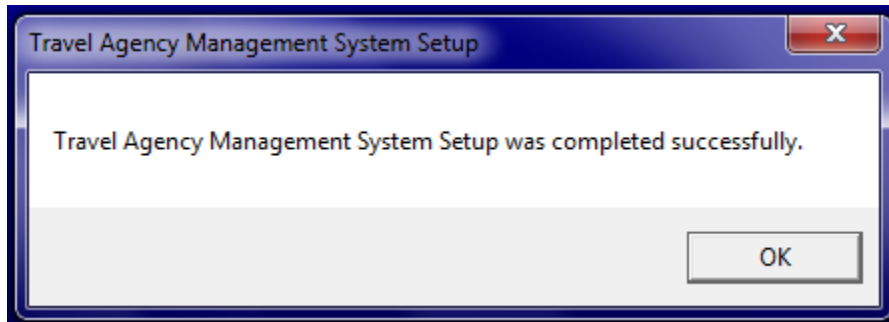 Travel Agency Management System Setup
Travel Agency Management System Setup was completed successfully.
OK